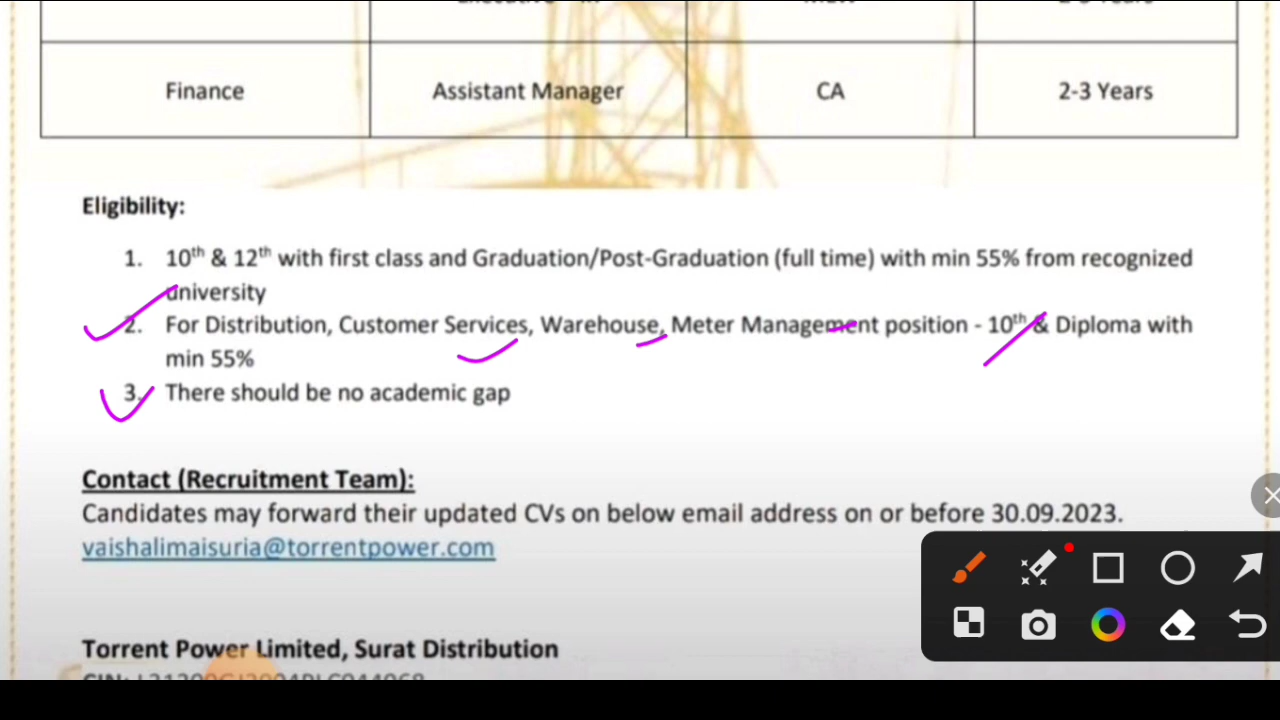 Finance Assistant Manager CA 2-3 Years
Eligibility:
1. 10th & 12th with first class and Graduation/Post-Graduation (full time) with min 55% from recognized
university
2. For Distribution, Customer Services, Warehouse, Meter Management position - 10th & Diploma with
min 55%
3. There should be no academic gap
Contact (Recruitment Team):
Candidates may forward their updated CVs on below email address on or before 30.09.2023.
vaishalimaisuria@torrentpower.com
Torrent Power Limited, Surat Distribution